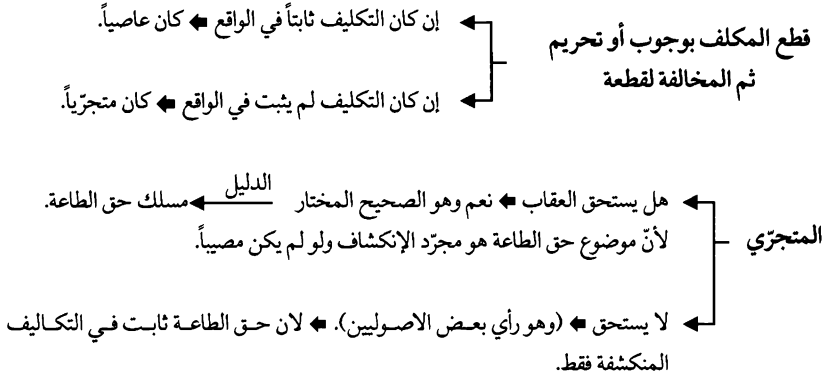 قطع المكلف بوجوب أو تحريم
ثم المخالفة لقطعة
إن كان التكليف ثابتاً في الواقع 🡄 كان عاصياً.
إن كان التكليف لم يثبت في الواقع 🡄 كان متجرّياً.
المتجرّي
هل يستحق العقاب 🡄 نعم وهو الصحيح المختار الدليل مسلك حق الطاعة.
لأنّ موضوع حق الطاعة هو مجرّد الإنكشاف ولو لم يكن مصيباً.
لا يستحق 🡄 (وهو رأي بعض الاصوليين). 🡄 لان حق الطاعة ثابت في التكاليف
المنكشفة فقط.